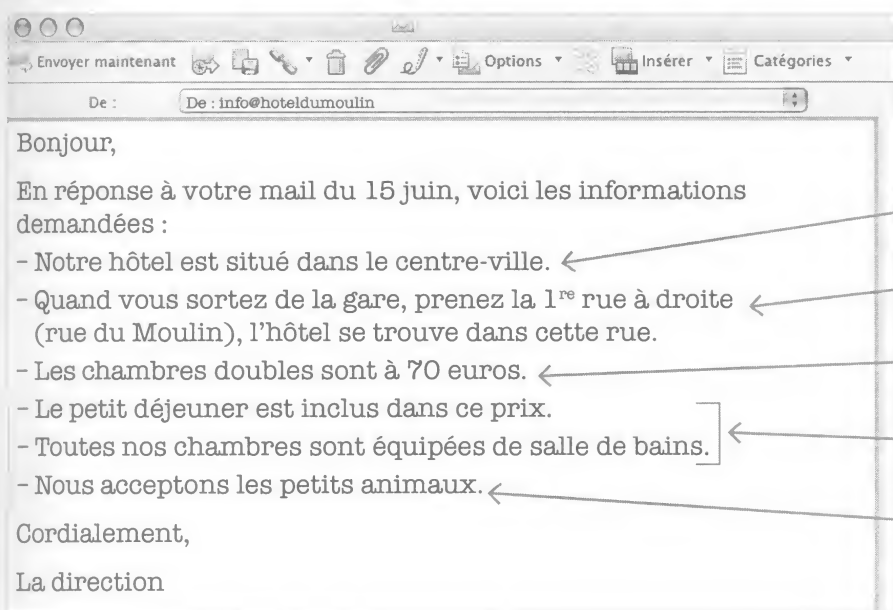 Envoyer maintenant Options Insérer Catégories
De : De : info@hoteldumoulin
Bonjour,
En réponse à votre mail du 15 juin, voici les informations
demandées :
- Notre hôtel est situé dans le centre-ville.
- Quand vous sortez de la gare, prenez la 1re rue à droite
(rue du Moulin), l'hôtel se trouve dans cette rue.
- Les chambres doubles sont à 70 euros.
- Le petit déjeuner est inclus dans ce prix.
- Toutes nos chambres sont équipées de salle de bains.
- Nous acceptons les petits animaux.
Cordialement,
La direction